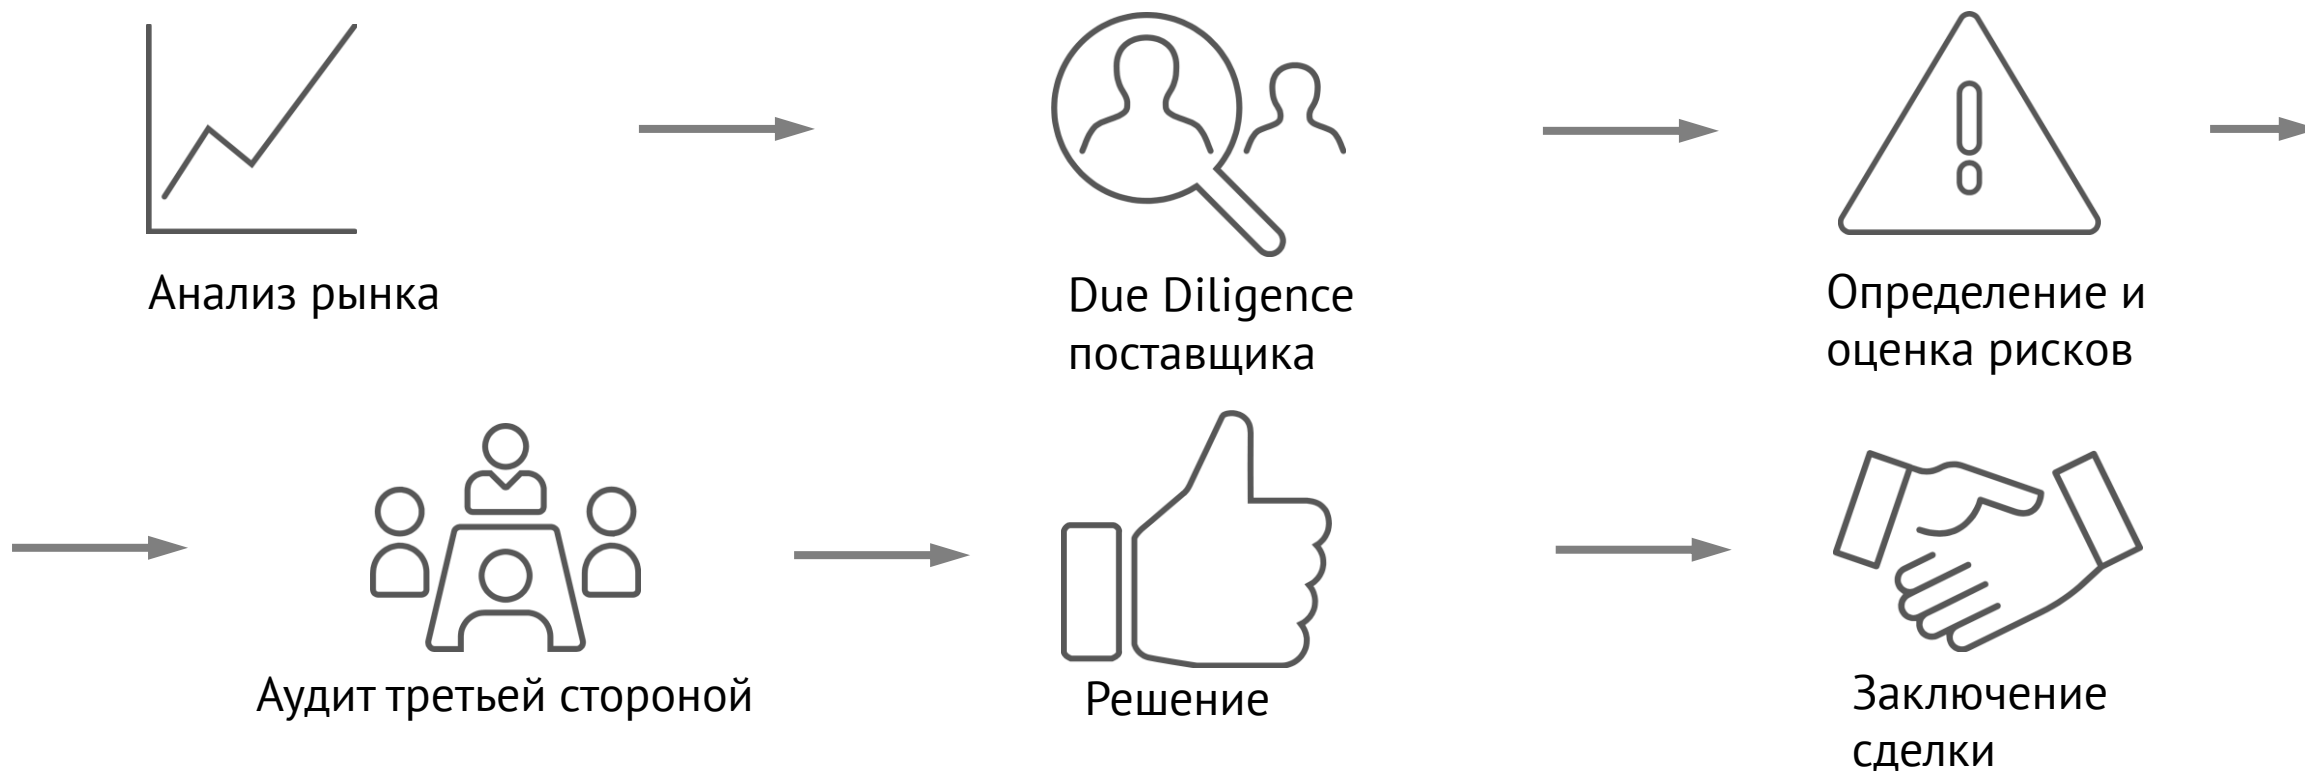 Анализ рынка
Due Diligence
поставщика
Определение и
оценка рисков
Аудит третьей стороной
Решение
Заключение
сделки